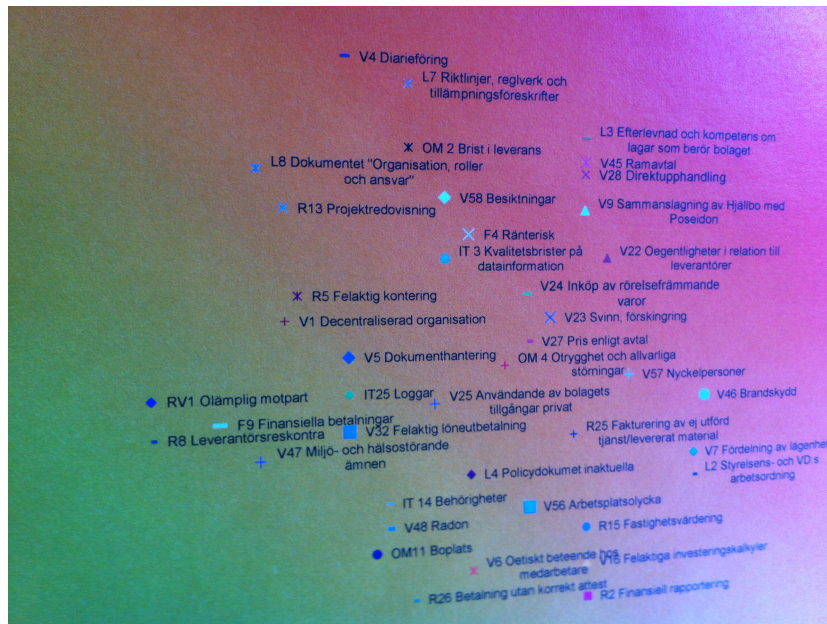 V4 Diarieföring
L7 Riktlinjer, reglverk och
tillämpningsföreskrifter
L3 Efterlevnad och kompetens om
lagar som berör bolaget
OM 2 Brist i leverans
L8 Dokumentet "Organisation, roller
och ansvar"
V45 Ramavtal
V28 Direktupphandling
V58 Besiktningar
R13 Projektredovisning
V9 Sammanslagning av Hjällbo med
Poseidon
F4 Ränterisk
IT 3 Kvalitetsbrister på
datainformation
V22 Oegentligheter i relation till
leverantörer
V24 Inköp av rörelsefrämmande
varor
R5 Felaktig kontering
V1 Decentraliserad organisation
V23 Svinn, förskingring
V27 Pris enligt avtal
V5 Dokumenthantering
OM 4 Otrygghet och allvarliga
störningar
V57 Nyckelpersoner
RV1 Olämplig motpart
IT25 Loggar
V25 Användande av bolagets
tillgångar privat
V46 Brandskydd
F9 Finansiella betalningar
V32 Felaktig löneutbetalning
R25 Fakturering av ej utförd
tjänst/levererat material
R8 Leverantörsreskontra
V47 Miljö- och hälsostörande
ämnen
V7 Fördelning av lägenhet
L4 Policydokumet inaktuella
L2 Styrelsens- och VD:s
arbetsordning
IT 14 Behörigheter
V56 Arbetsplatsolycka
V48 Radon
R15 Fastighetsvärdering
OM11 Boplats
V6 Oetiskt beteende hos
medarbetare
V16 Felaktiga investeringskalkyler
R26 Betalning utan korrekt attest
R2 Finansiell rapportering